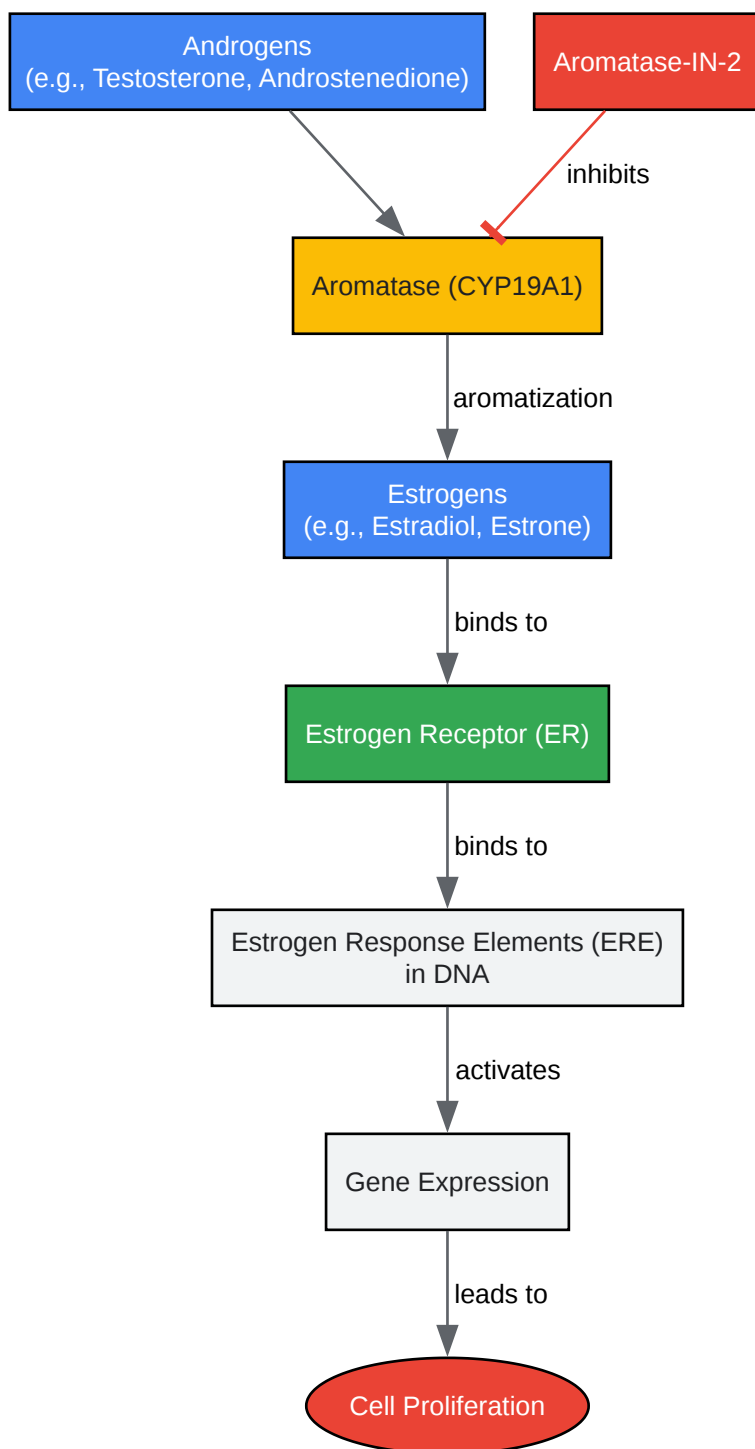 Androgens
(e.g., Testosterone, Androstenedione)
Aromatase-IN-2
inhibits
Aromatase (CYP19A1)
aromatization
Estrogens
(e.g., Estradiol, Estrone)
binds to
Estrogen Receptor (ER)
binds to
Estrogen Response Elements (ERE)
in DNA
activates
Gene Expression
leads to
Cell Proliferation